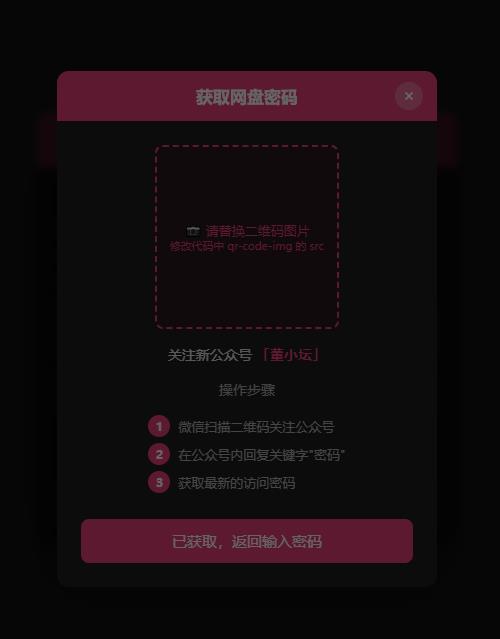 获取网盘密码
×
📷 请替换二维码图片
修改代码中 qr-code-img 的 src
关注新公众号 「董小坛」
操作步骤
1 微信扫描二维码关注公众号
2 在公众号内回复关键字"密码"
3 获取最新的访问密码
已获取，返回输入密码